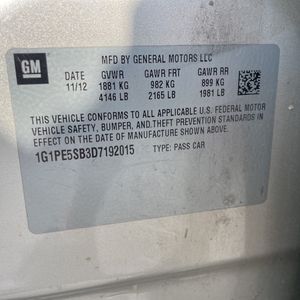 GM
MFD BY GENERAL MOTORS LLC
DATE GVWR GAWR FRT GAWR RR
11/12 1881 KG 982 KG 899 KG
4146 LB 2165 LB 1981 LB
THIS VEHICLE CONFORMS TO ALL APPLICABLE U.S. FEDERAL MOTOR
VEHICLE SAFETY, BUMPER, AND THEFT PREVENTION STANDARDS IN
EFFECT ON THE DATE OF MANUFACTURE SHOWN ABOVE.
1G1PE5SB3D7192015 TYPE: PASS CAR